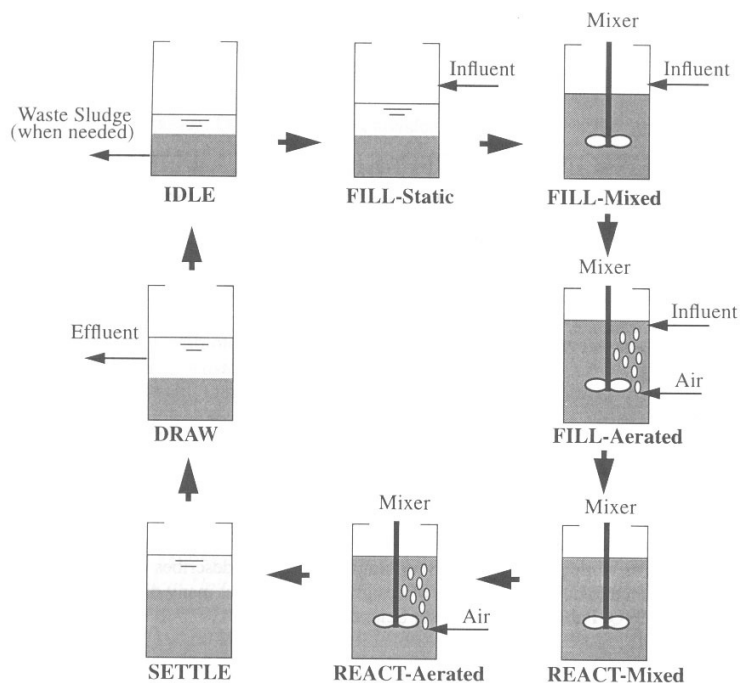 Mixer
Influent
Influent
Waste Sludge
(when needed)
IDLE
FILL-Static
FILL-Mixed
Mixer
Influent
Effluent
Air
DRAW
FILL-Aerated
Mixer
Mixer
Air
SETTLE
REACT-Aerated
REACT-Mixed